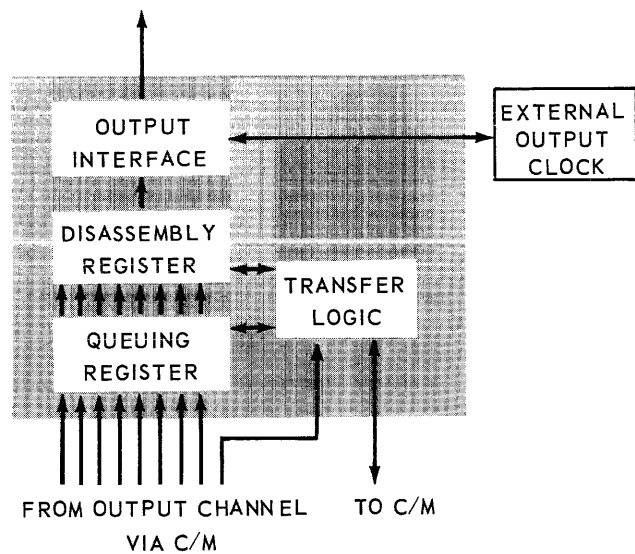 OUTPUT
INTERFACE
EXTERNAL
OUTPUT
CLOCK
DISASSEMBLY
REGISTER
TRANSFER
LOGIC
QUEUING
REGISTER
FROM OUTPUT CHANNEL
VIA C/M
TO C/M